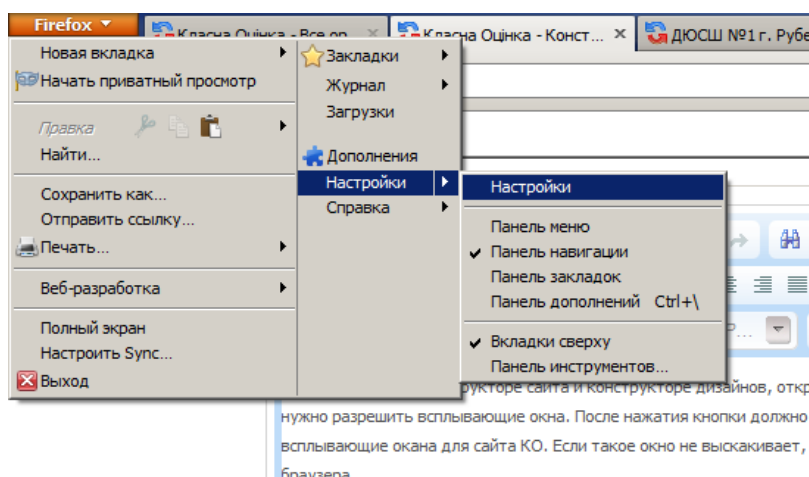 Firefox
Класна Оцінка - Все оп
Класна Оцінка - Конст...
ДЮСШ №1 г. Рубе
Новая вкладка
Начать приватный просмотр
Правка
Найти...
Сохранить как...
Отправить ссылку...
Печать...
Веб-разработка
Полный экран
Настроить Sync...
Выход
Закладки
Журнал
Загрузки
Дополнения
Настройки
Справка
Настройки
Панель меню
Панель навигации
Панель закладок
Панель дополнений Ctrl+\
Вкладки сверху
Панель инструментов...
структоре сайта и конструкторе дизайнов, откр
нужно разрешить всплывающие окна. После нажатия кнопки должно
всплывающие окана для сайта КО. Если такое окно не выскакивает,
браузера